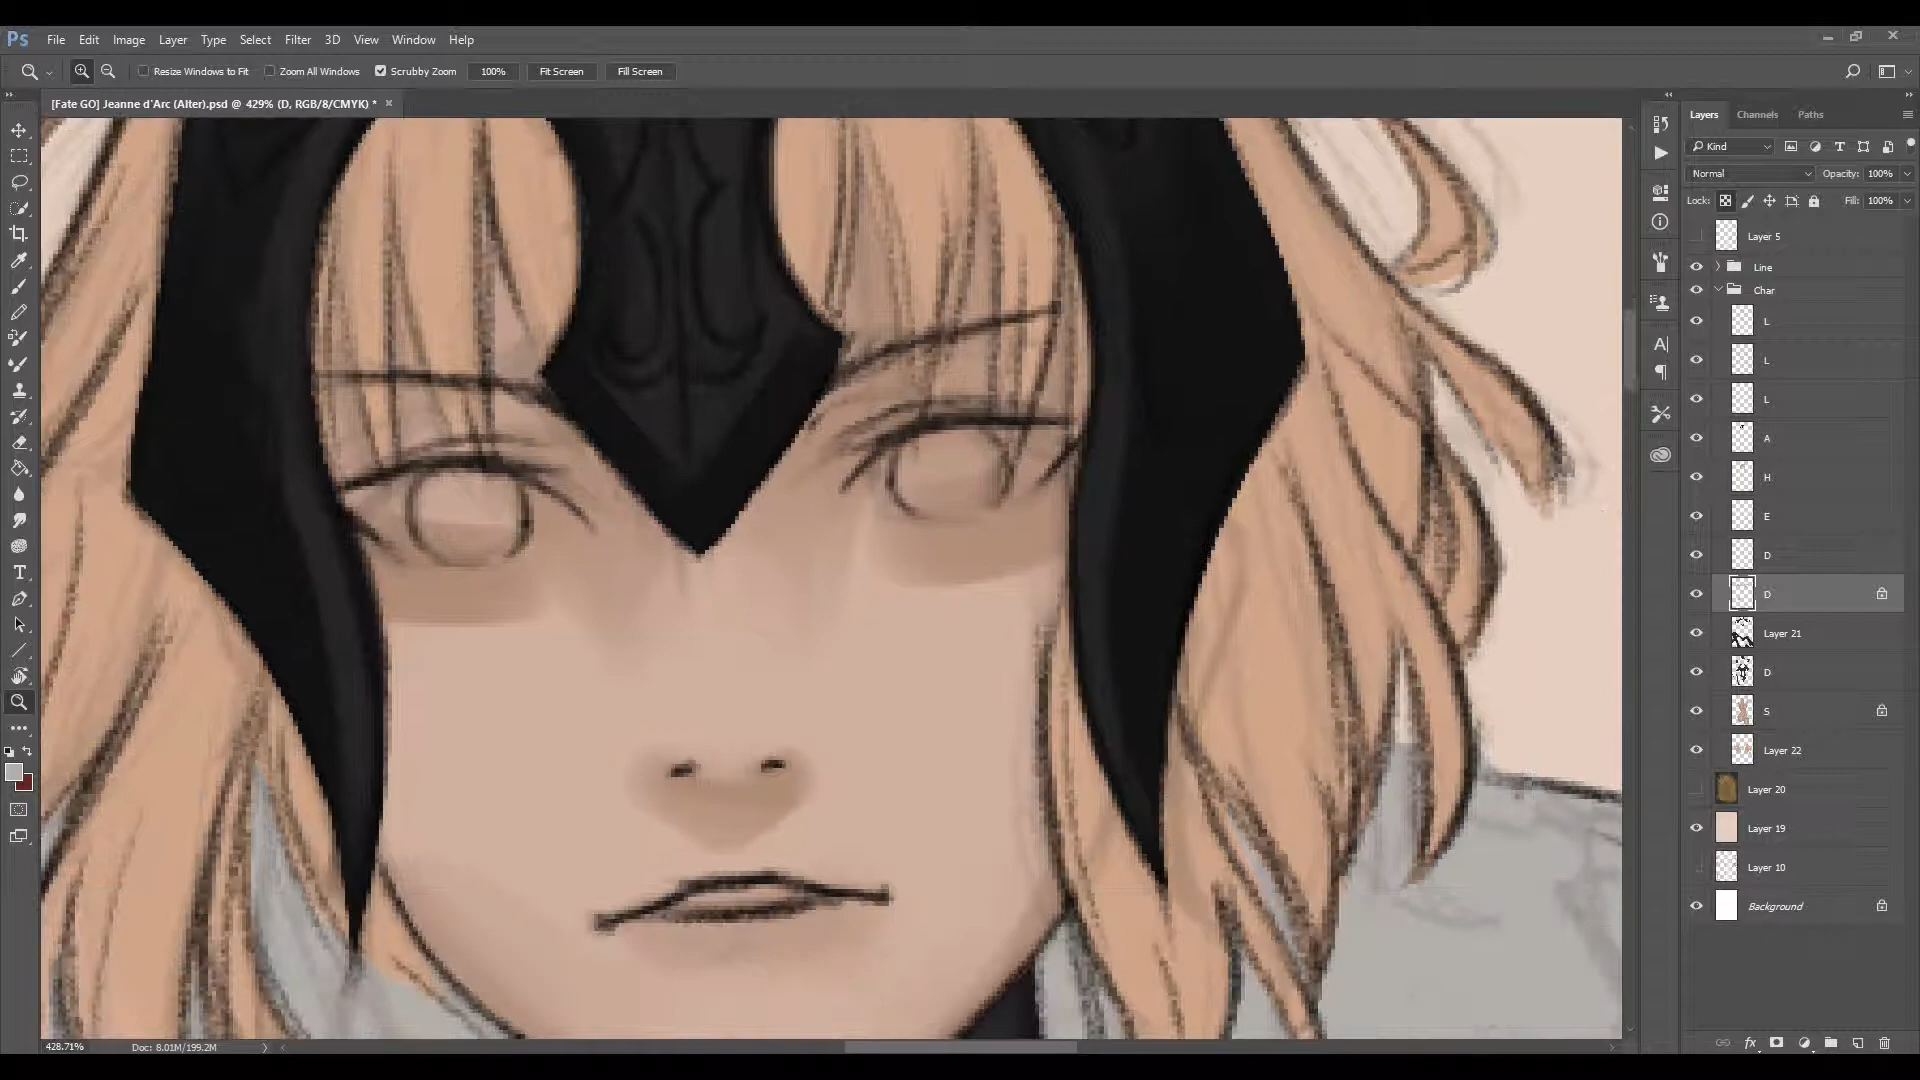 Ps File Edit Image Layer Type Select Filter 3D View Window Help
Resize Windows to Fit Zoom All Windows Scrubby Zoom 100% Fit Screen Fill Screen
[Fate GO] Jeanne d'Arc (Alter).psd @ 429% (D, RGB/8/CMYK) *
Layers Channels Paths
Kind
Normal Opacity: 100%
Lock: Fill: 100%
Layer 5
Line
Char
L
L
L
A
H
E
D
D
Layer 21
D
S
Layer 22
Layer 20
Layer 19
Layer 10
Background
428.71% Doc: 8.01M/199.2M